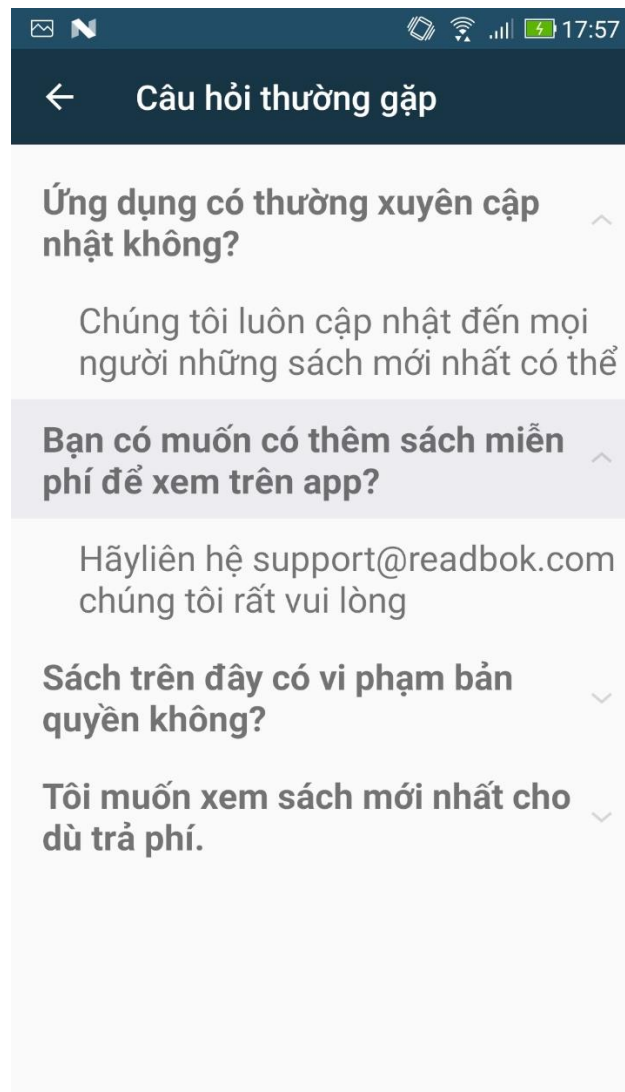 17:57
Câu hỏi thường gặp
Ứng dụng có thường xuyên cập
nhật không?
Chúng tôi luôn cập nhật đến mọi
người những sách mới nhất có thể
Bạn có muốn có thêm sách miễn
phí để xem trên app?
Hãyliên hệ support@readbok.com
chúng tôi rất vui lòng
Sách trên đây có vi phạm bản
quyền không?
Tôi muốn xem sách mới nhất cho
dù trả phí.